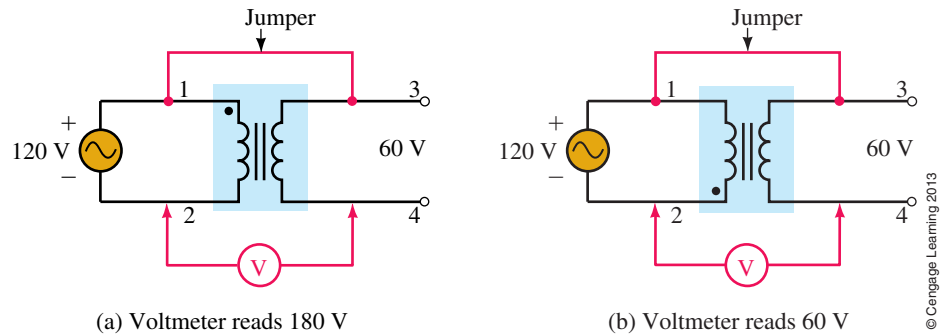 Jumper
1
3
+
120 V
−
60 V
2
4
V
(a) Voltmeter reads 180 V
Jumper
1
3
+
120 V
−
60 V
2
4
V
(b) Voltmeter reads 60 V
© Cengage Learning 2013